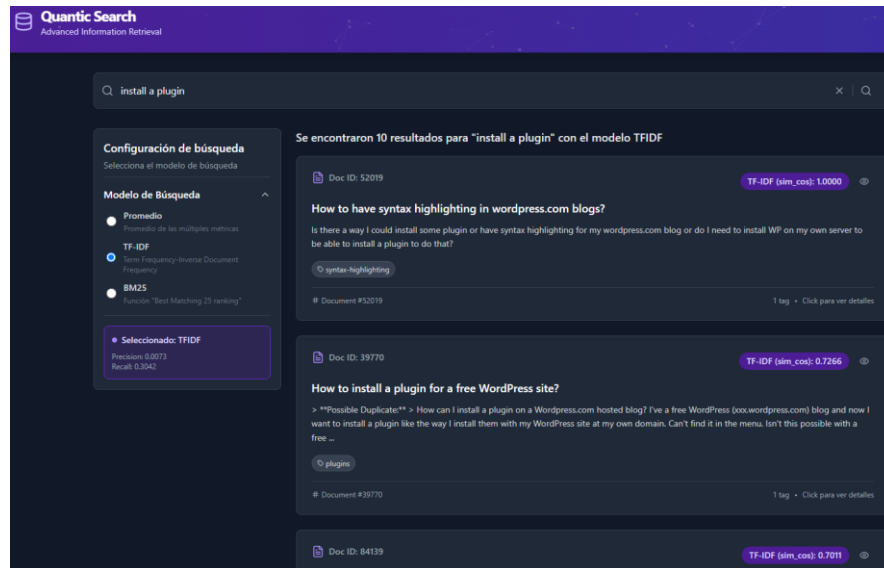 Quantic Search
Advanced Information Retrieval
install a plugin
Configuración de búsqueda
Selecciona el modelo de búsqueda
Modelo de Búsqueda
Promedio
Promedio de las múltiples métricas
TF-IDF
Term Frequency-Inverse Document
Frequency
BM25
Función "Best Matching 25 ranking"
Seleccionado: TFIDF
Precision: 0.0073
Recall: 0.3042
Se encontraron 10 resultados para "install a plugin" con el modelo TFIDF
Doc ID: 52019
TF-IDF (sim_cos): 1.0000
How to have syntax highlighting in wordpress.com blogs?
Is there a way I could install some plugin or have syntax highlighting for my wordpress.com blog or do I need to install WP on my own server to
be able to install a plugin to do that?
syntax-highlighting
# Document #52019
1 tag • Click para ver detalles
Doc ID: 39770
TF-IDF (sim_cos): 0.7266
How to install a plugin for a free WordPress site?
> **Possible Duplicate:** > How can I install a plugin on a Wordpress.com hosted blog? I've a free WordPress (xxx.wordpress.com) blog and now I
want to install a plugin like the way I install them with my WordPress site at my own domain. Can't find it in the menu. Isn't this possible with a
free ...
plugins
# Document #39770
1 tag • Click para ver detalles
Doc ID: 84139
TF-IDF (sim_cos): 0.7011